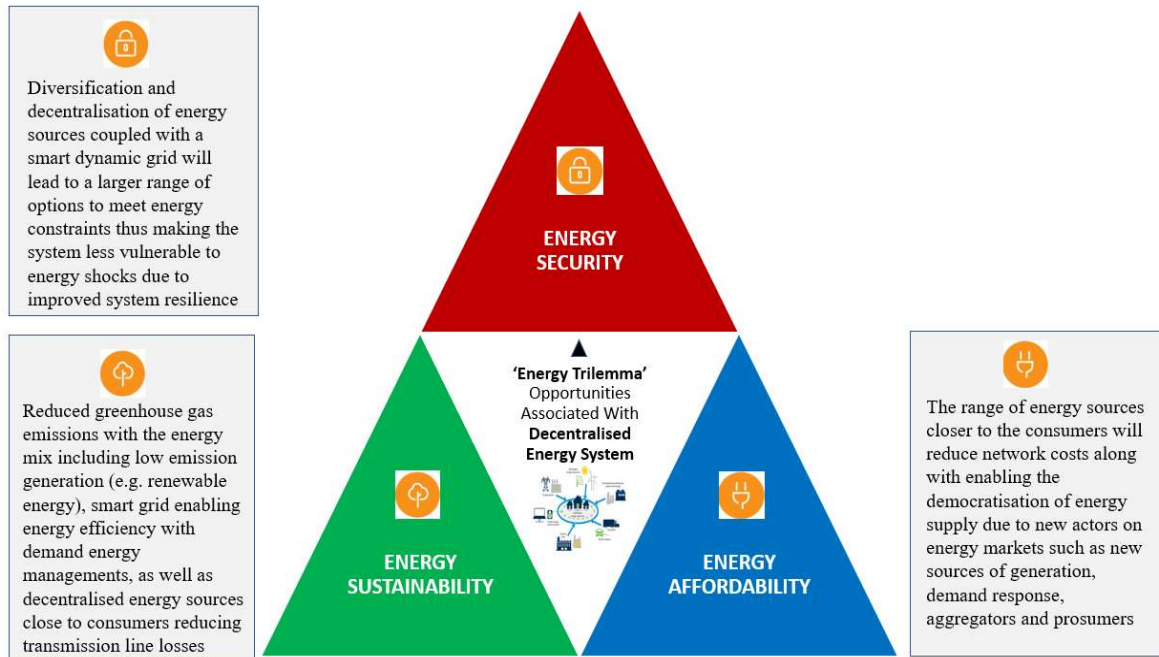 Diversification and
decentralisation of energy
sources coupled with a
smart dynamic grid will
lead to a larger range of
options to meet energy
constraints thus making the
system less vulnerable to
energy shocks due to
improved system resilience
Reduced greenhouse gas
emissions with the energy
mix including low emission
generation (e.g. renewable
energy), smart grid enabling
energy efficiency with
demand energy
managements, as well as
decentralised energy sources
close to consumers reducing
transmission line losses
ENERGY
SECURITY
‘Energy Trilemma’
Opportunities
Associated With
Decentralised
Energy System
ENERGY
SUSTAINABILITY
ENERGY
AFFORDABILITY
The range of energy sources
closer to the consumers will
reduce network costs along
with enabling the
democratisation of energy
supply due to new actors on
energy markets such as new
sources of generation,
demand response,
aggregators and prosumers